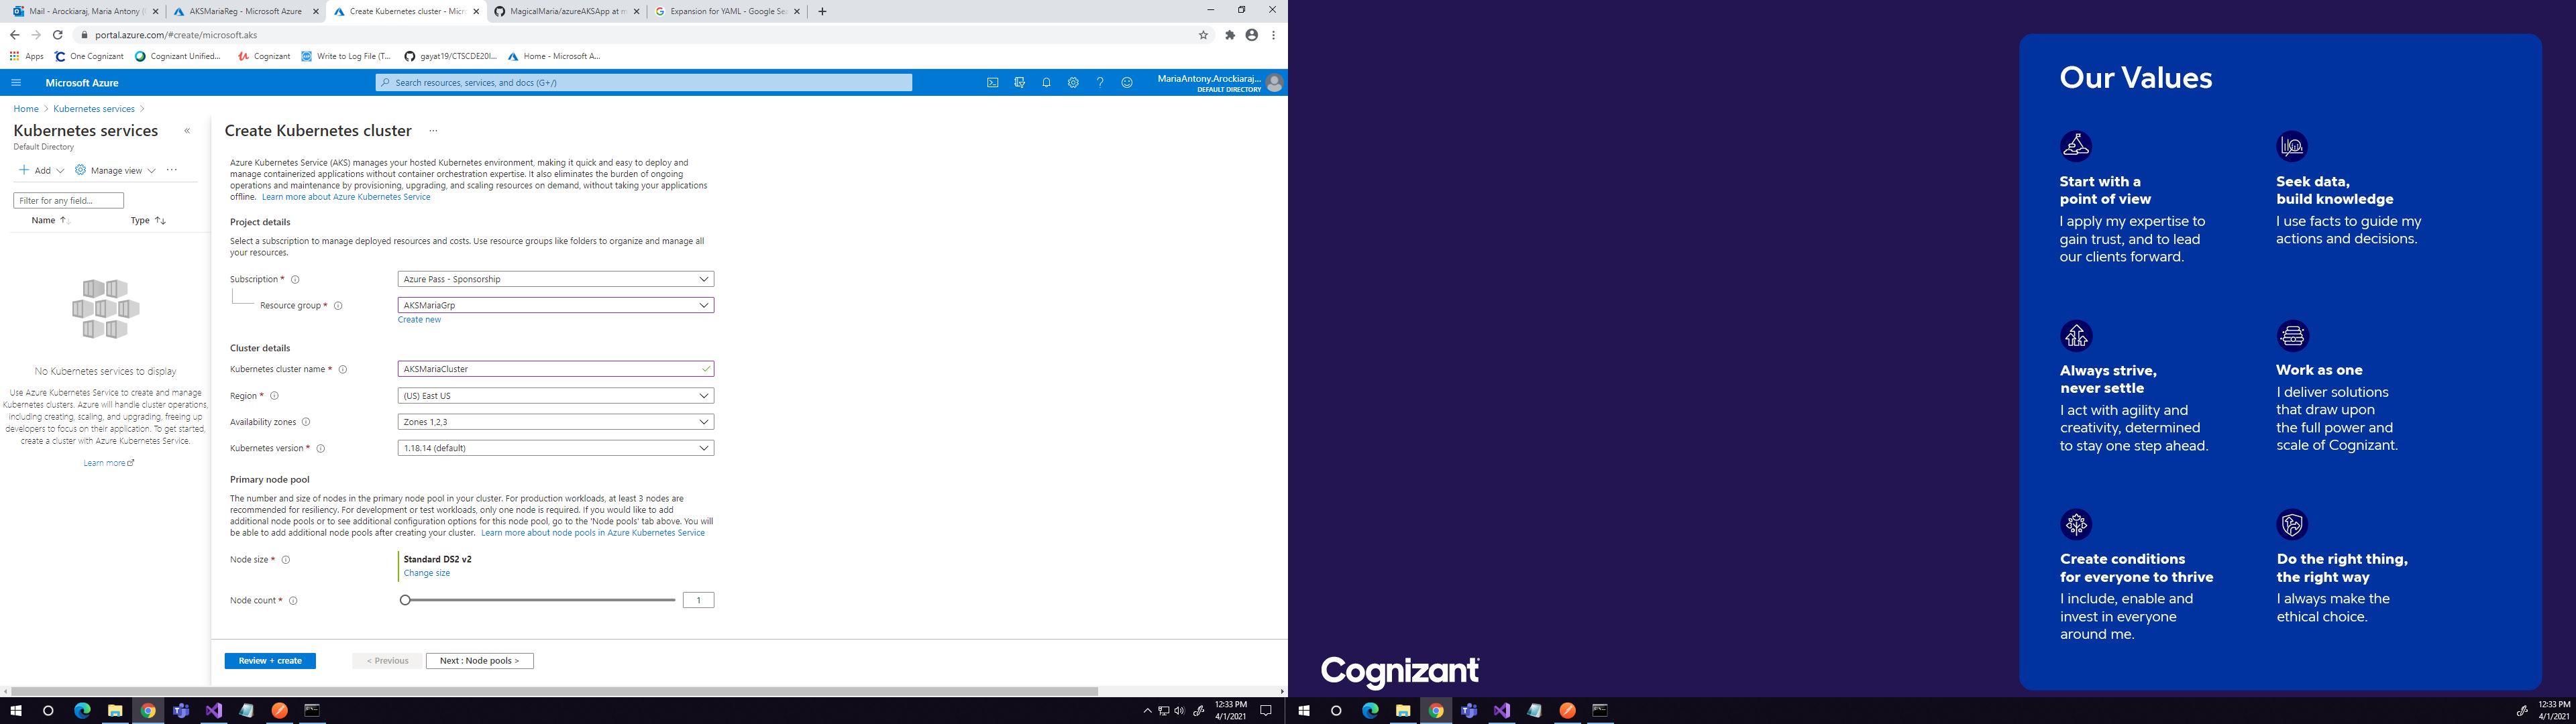 Mail - Arockiaraj, Maria Antony (
AKSMariaReg - Microsoft Azure
Create Kubernetes cluster - Micr
MagicalMaria/azureAKSApp at m
Expansion for YAML - Google Sea
portal.azure.com/#create/microsoft.aks
Apps
One Cognizant
Cognizant Unified...
Cognizant
Write to Log File (T...
gayat19/CTSCDE20I...
Home - Microsoft A...
Microsoft Azure
Search resources, services, and docs (G+/)
MariaAntony.Arockiaraj...
DEFAULT DIRECTORY
Home > Kubernetes services >
Kubernetes services
Default Directory
Add
Manage view
Filter for any field...
Name
Type
No Kubernetes services to display
Use Azure Kubernetes Service to create and manage
Kubernetes clusters. Azure will handle cluster operations,
including creating, scaling, and upgrading, freeing up
developers to focus on their application. To get started,
create a cluster with Azure Kubernetes Service.
Learn more
Create Kubernetes cluster ...
Azure Kubernetes Service (AKS) manages your hosted Kubernetes environment, making it quick and easy to deploy and
manage containerized applications without container orchestration expertise. It also eliminates the burden of ongoing
operations and maintenance by provisioning, upgrading, and scaling resources on demand, without taking your applications
offline. Learn more about Azure Kubernetes Service
Project details
Select a subscription to manage deployed resources and costs. Use resource groups like folders to organize and manage all
your resources.
Subscription *
Azure Pass - Sponsorship
Resource group *
AKSMariaGrp
Create new
Cluster details
Kubernetes cluster name *
AKSMariaCluster
Region *
(US) East US
Availability zones
Zones 1,2,3
Kubernetes version *
1.18.14 (default)
Primary node pool
The number and size of nodes in the primary node pool in your cluster. For production workloads, at least 3 nodes are
recommended for resiliency. For development or test workloads, only one node is required. If you would like to add
additional node pools or to see additional configuration options for this node pool, go to the 'Node pools' tab above. You will
be able to add additional node pools after creating your cluster. Learn more about node pools in Azure Kubernetes Service
Node size *
Standard DS2 v2
Change size
Node count *
1
Review + create
< Previous
Next : Node pools >
12:33 PM
4/1/2021
Our Values
Start with a
point of view
I apply my expertise to
gain trust, and to lead
our clients forward.
Seek data,
build knowledge
I use facts to guide my
actions and decisions.
Always strive,
never settle
I act with agility and
creativity, determined
to stay one step ahead.
Work as one
I deliver solutions
that draw upon
the full power and
scale of Cognizant.
Create conditions
for everyone to thrive
I include, enable and
invest in everyone
around me.
Do the right thing,
the right way
I always make the
ethical choice.
Cognizant
12:33 PM
4/1/2021